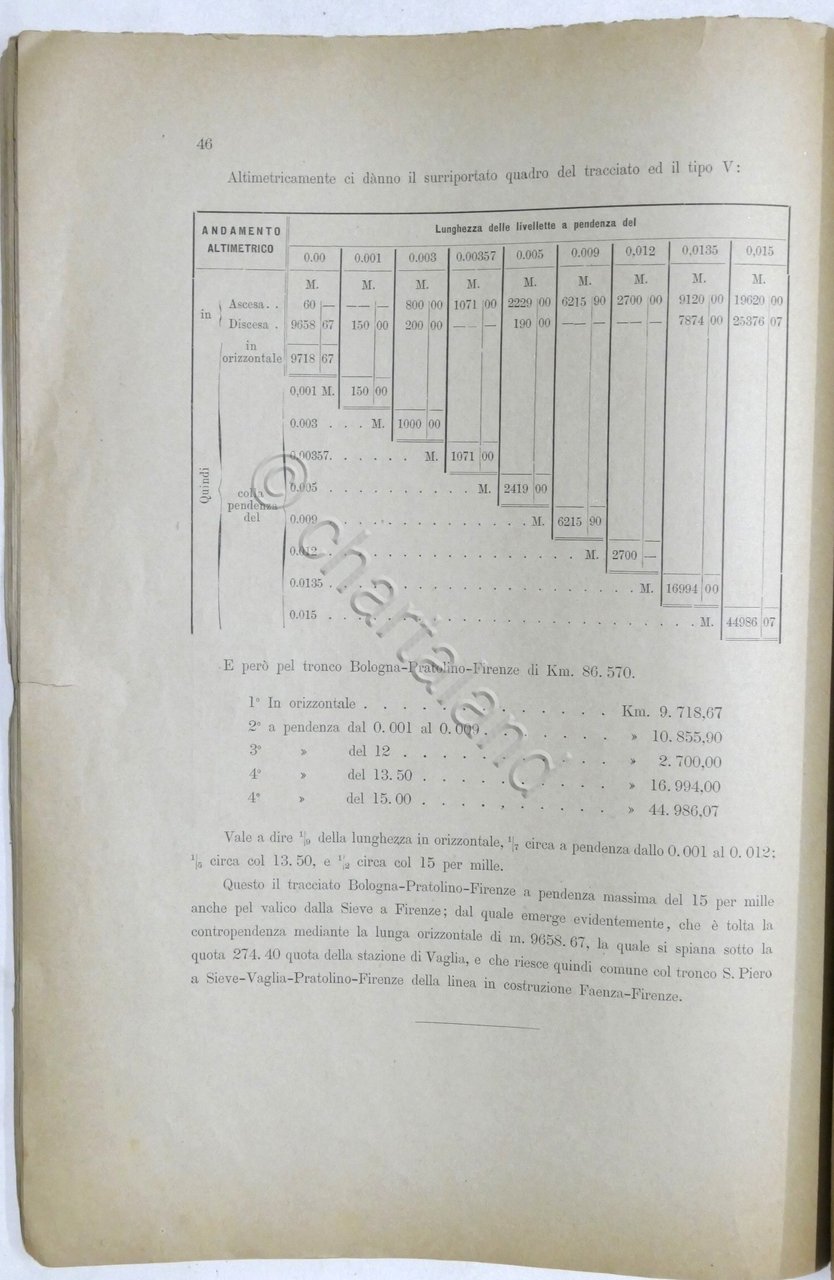 46
Altimetricamente ci dànno il surriportato quadro del tracciato ed il tipo V:
ANDAMENTO ALTIMETRICO
Lunghezza delle livellette a pendenza del
0.00 0.001 0.003 0.00357 0.005 0.009 0,012 0,0135 0,015
M. M. M. M. M. M. M. M. M.
in Ascesa. . 60 — — — — 800 00 1071 00 2229 00 6215 90 2700 00 9120 00 19620 00
Discesa . 9658 67 150 00 200 00 — — — 190 00 — — — — — 7874 00 25376 07
in
orizzontale 9718 67
0,001 M. 150 00
0.003 . . . M. 1000 00
0.00357. . . . . . M. 1071 00
Quindi
colla
pendenza
del
0.005 . . . . . . . . . . M. 2419 00
0.009 . . . . . . . . . . . . . M. 6215 90
0.012 . . . . . . . . . . . . . . . . M. 2700 —
0.0135 . . . . . . . . . . . . . . . . . . . M. 16994 00
0.015 . . . . . . . . . . . . . . . . . . . . . . M. 44986 07
E però pel tronco Bologna-Pratolino-Firenze di Km. 86.570.
1° In orizzontale . . . . . . . . . . . . . Km. 9.718,67
2° a pendenza dal 0.001 al 0.009 . . . . . . . . » 10.855,90
3° » del 12 . . . . . . . . . . . » 2.700,00
4° » del 13.50 . . . . . . . . . . » 16.994,00
4° » del 15.00 . . . . . . . . . . » 44.986,07
Vale a dire 1/9 della lunghezza in orizzontale, 1/7 circa a pendenza dallo 0.001 al 0.012;
1/5 circa col 13.50, e 1/2 circa col 15 per mille.
Questo il tracciato Bologna-Pratolino-Firenze a pendenza massima del 15 per mille
anche pel valico dalla Sieve a Firenze; dal quale emerge evidentemente, che è tolta la
contropendenza mediante la lunga orizzontale di m. 9658.67, la quale si spiana sotto la
quota 274.40 quota della stazione di Vaglia, e che riesce quindi comune col tronco S. Piero
a Sieve-Vaglia-Pratolino-Firenze della linea in costruzione Faenza-Firenze.
© chartaland